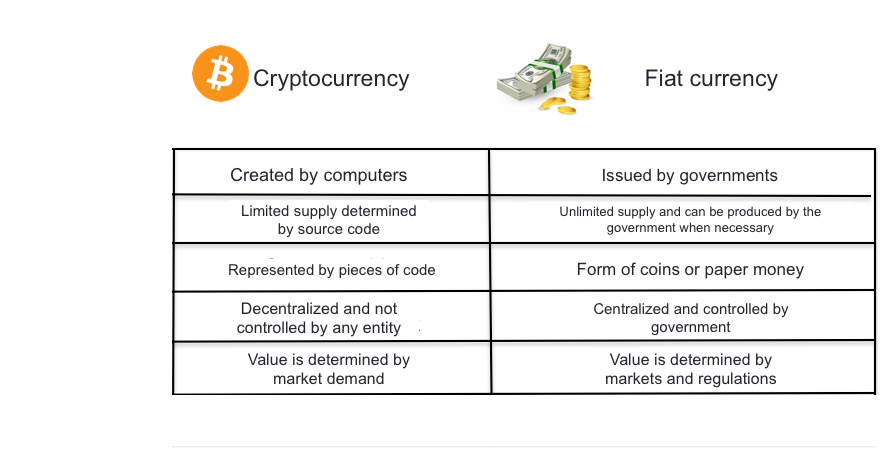 Cryptocurrency
Fiat currency
Created by computers
Issued by governments
Limited supply determined
by source code
Unlimited supply and can be produced by the
government when necessary
Represented by pieces of code
Form of coins or paper money
Decentralized and not
controlled by any entity
Centralized and controlled by
government
Value is determined by
market demand
Value is determined by
markets and regulations